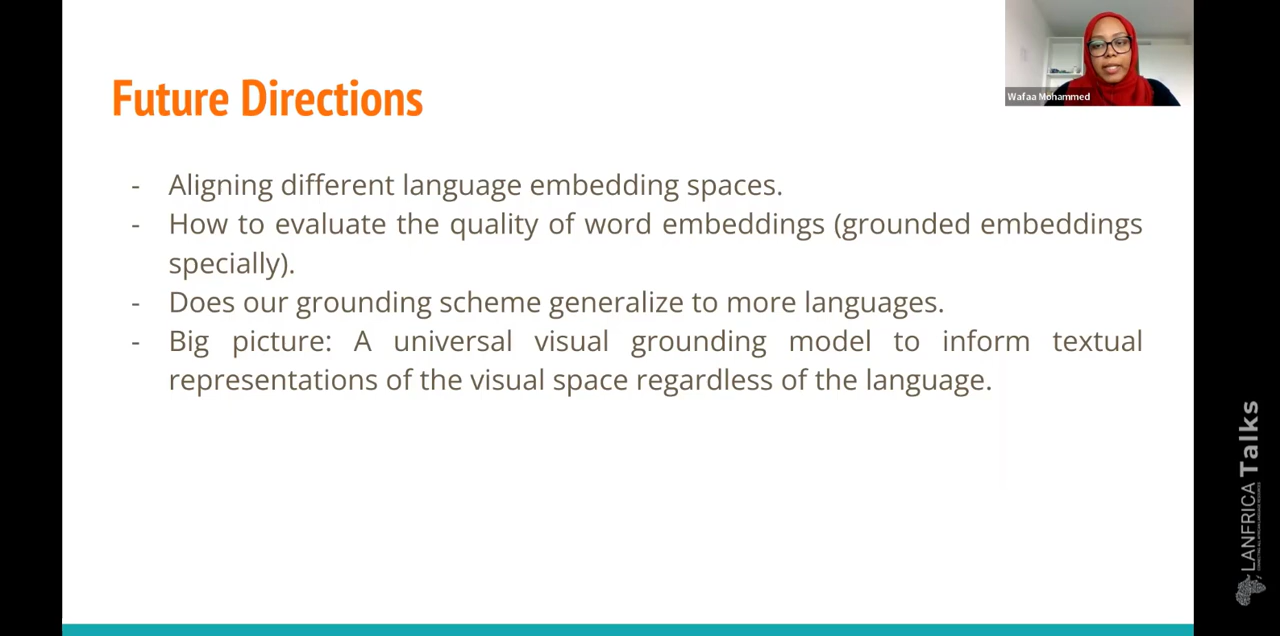 Future Directions
- Aligning different language embedding spaces.
- How to evaluate the quality of word embeddings (grounded embeddings
specially).
- Does our grounding scheme generalize to more languages.
- Big picture: A universal visual grounding model to inform textual
representations of the visual space regardless of the language.
Wafaa Mohammed
LANFRICA Talks